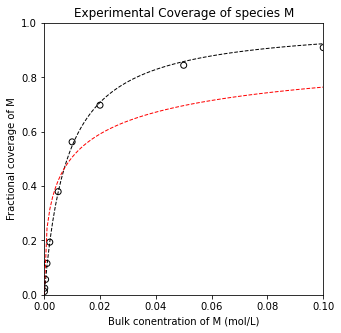 Experimental Coverage of species M
1.0
0.8
0.6
0.4
0.2
0.0
Fractional coverage of M
0.00 0.02 0.04 0.06 0.08 0.10
Bulk conentration of M (mol/L)